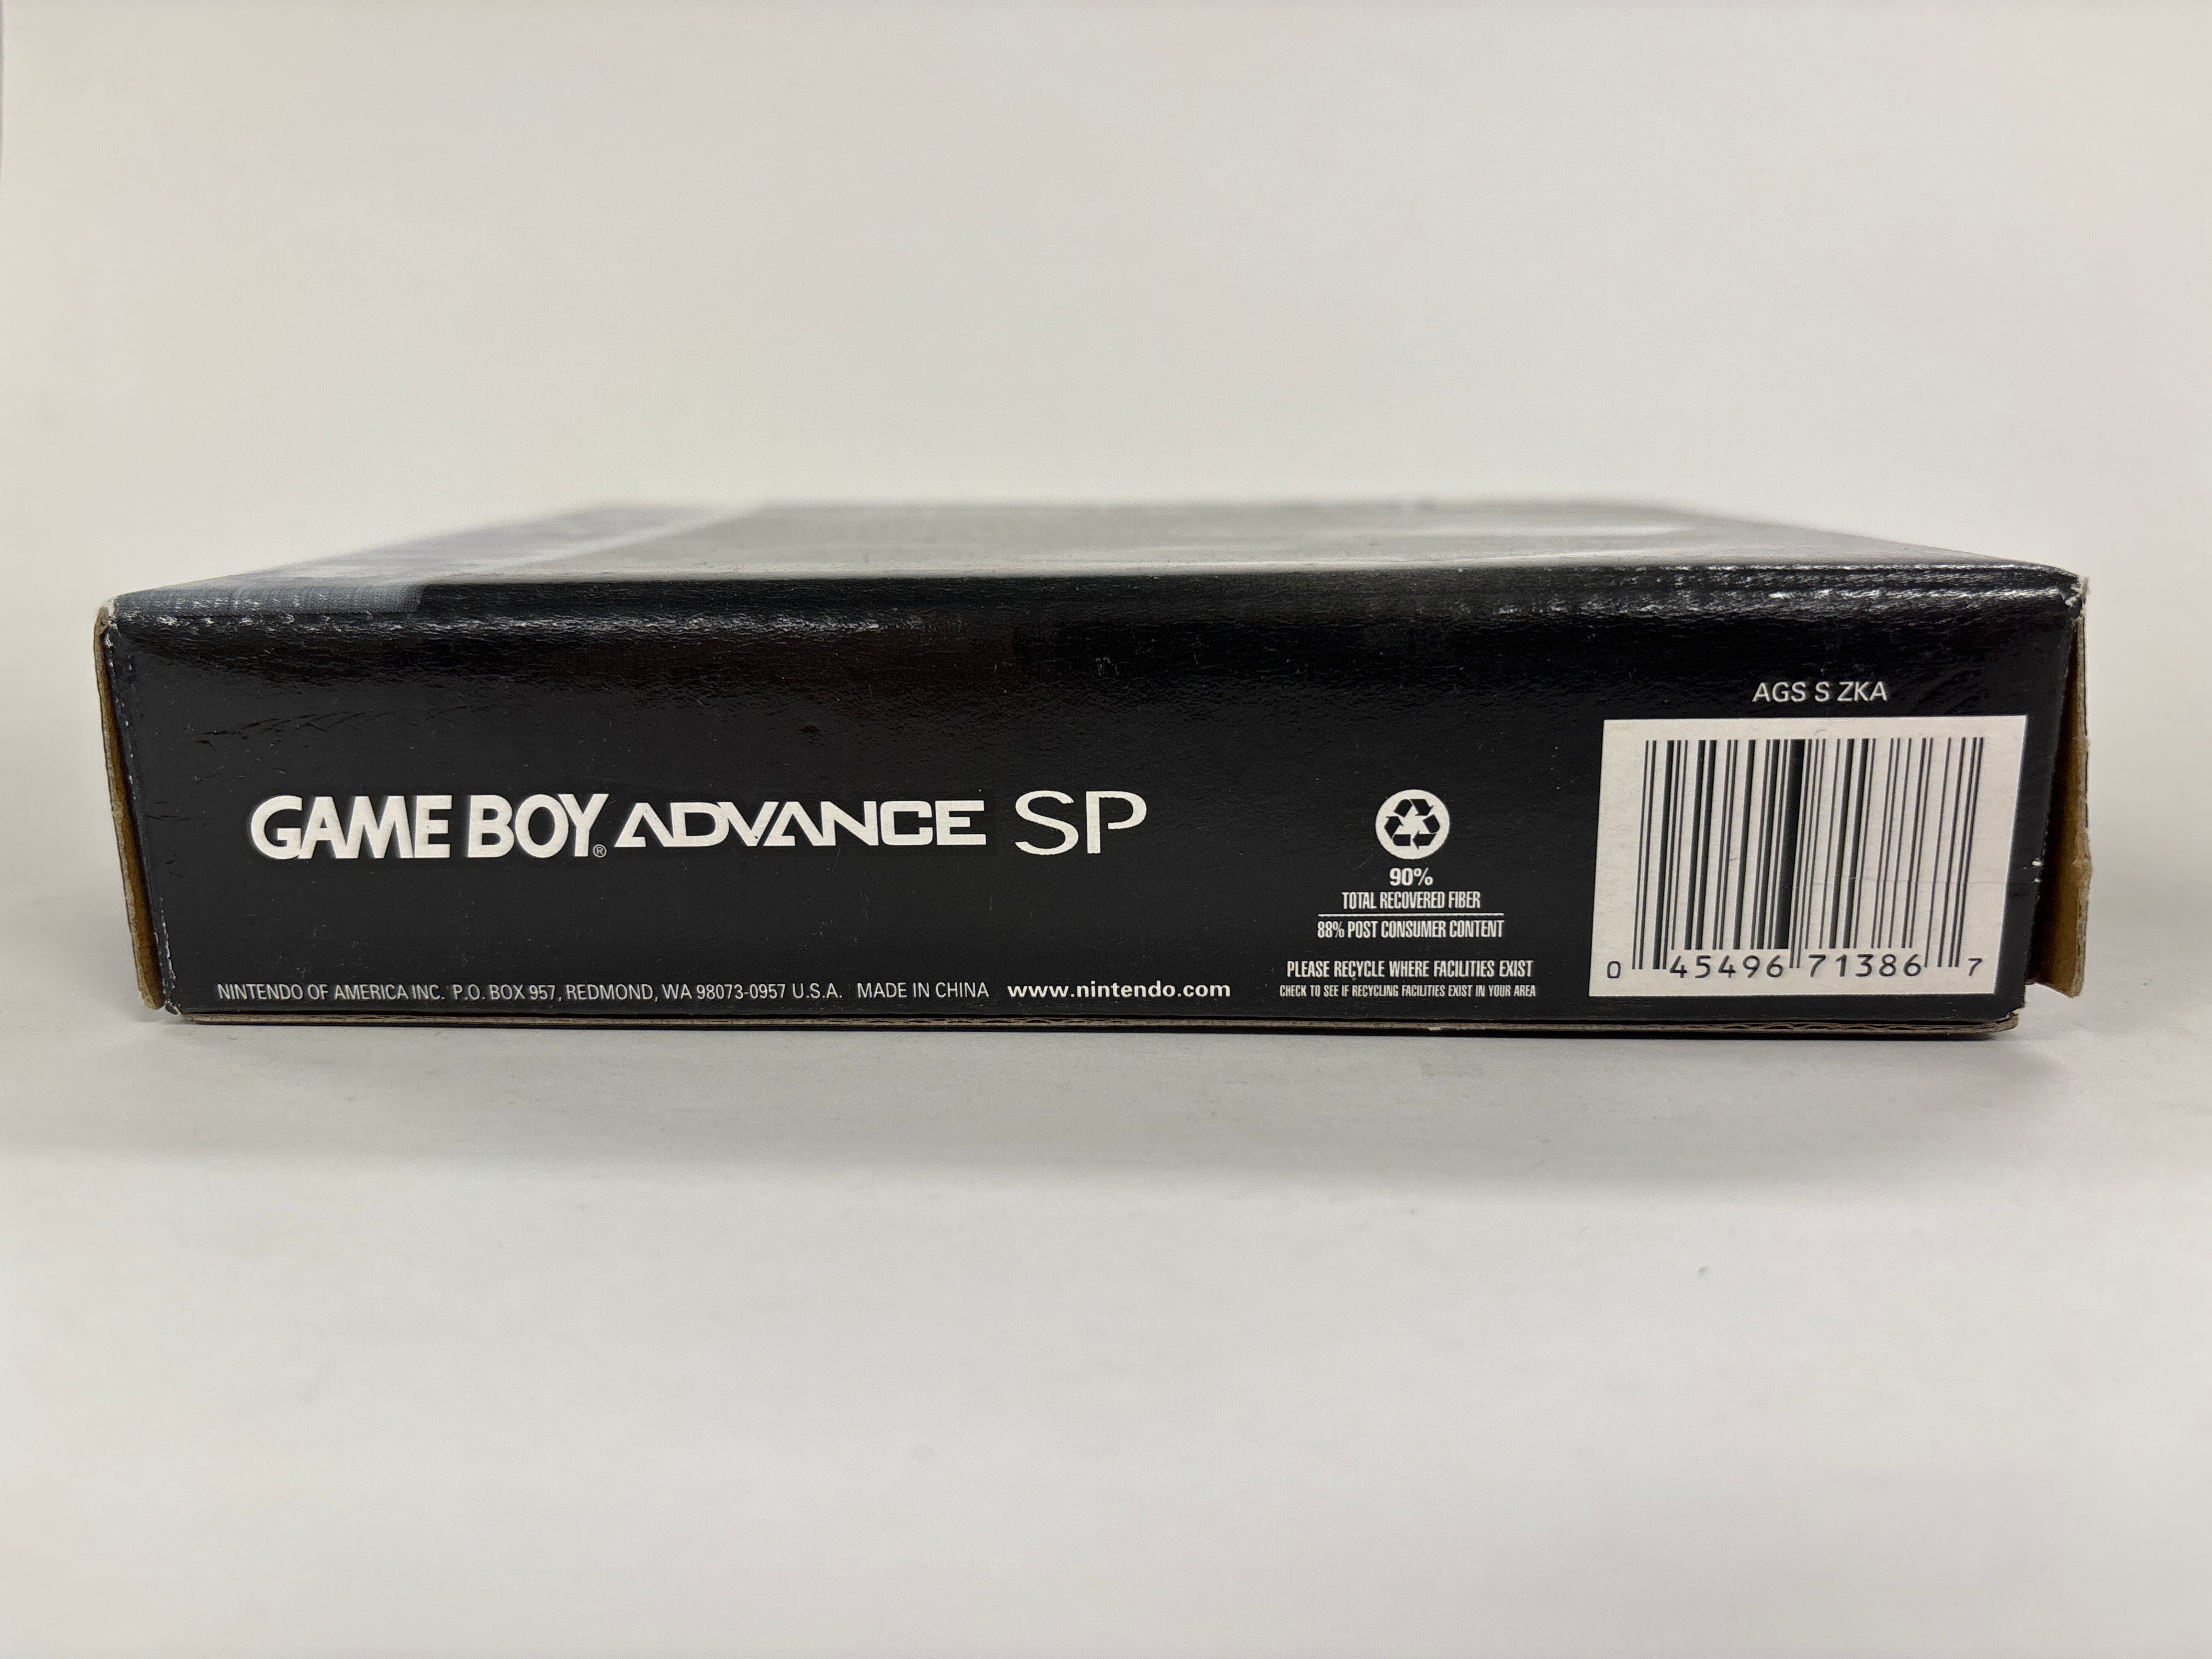 GAME BOY® ADVANCE SP
AGS S ZKA
90%
TOTAL RECOVERED FIBER
88% POST CONSUMER CONTENT
PLEASE RECYCLE WHERE FACILITIES EXIST
CHECK TO SEE IF RECYCLING FACILITIES EXIST IN YOUR AREA
0 45496 71386 7
NINTENDO OF AMERICA INC. P.O. BOX 957, REDMOND, WA 98073-0957 U.S.A. MADE IN CHINA www.nintendo.com